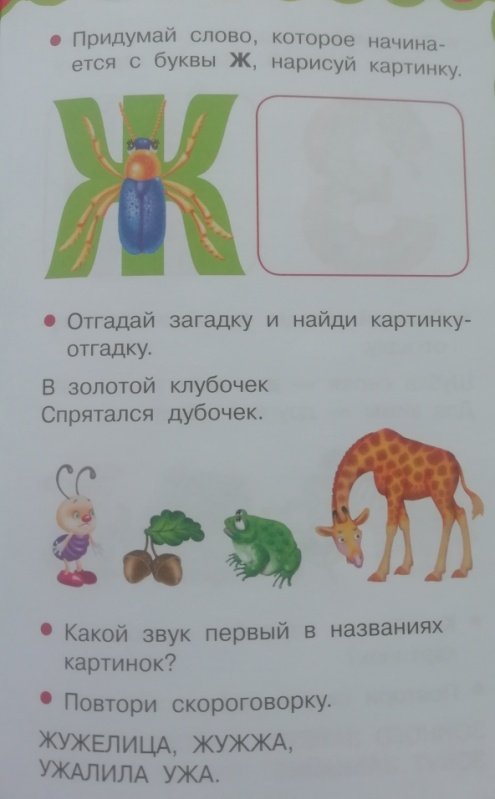 • Придумай слово, которое начина-
ется с буквы Ж, нарисуй картинку.
Ж
• Отгадай загадку и найди картинку-
отгадку.
В золотой клубочек
Спрятался дубочек.
• Какой звук первый в названиях
картинок?
• Повтори скороговорку.
ЖУЖЕЛИЦА, ЖУЖЖА,
УЖАЛИЛА УЖА.